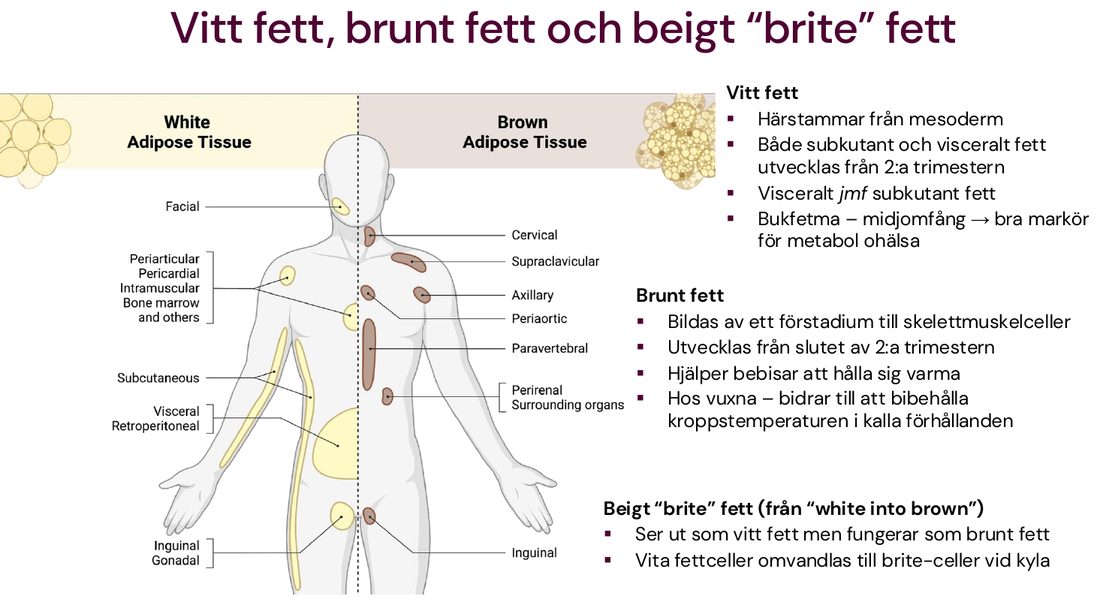 Vitt fett, brunt fett och beigt “brite” fett
White
Adipose Tissue
Brown
Adipose Tissue
Facial
Periarticular
Pericardial
Intramuscular
Bone marrow
and others
Subcutaneous
Visceral
Retroperitoneal
Inguinal
Gonadal
Cervical
Supraclavicular
Axillary
Periaortic
Paravertebral
Perirenal
Surrounding organs
Inguinal
Vitt fett
▪ Härstammar från mesoderm
▪ Både subkutant och visceralt fett
utvecklas från 2:a trimestern
▪ Visceralt jmf subkutant fett
▪ Bukfetma – midjomfång → bra markör
för metabol ohälsa
Brunt fett
▪ Bildas av ett förstadium till skelettmuskelceller
▪ Utvecklas från slutet av 2:a trimestern
▪ Hjälper bebisar att hålla sig varma
▪ Hos vuxna – bidrar till att bibehålla
kroppstemperaturen i kalla förhållanden
Beigt “brite” fett (från “white into brown”)
▪ Ser ut som vitt fett men fungerar som brunt fett
▪ Vita fettceller omvandlas till brite-celler vid kyla